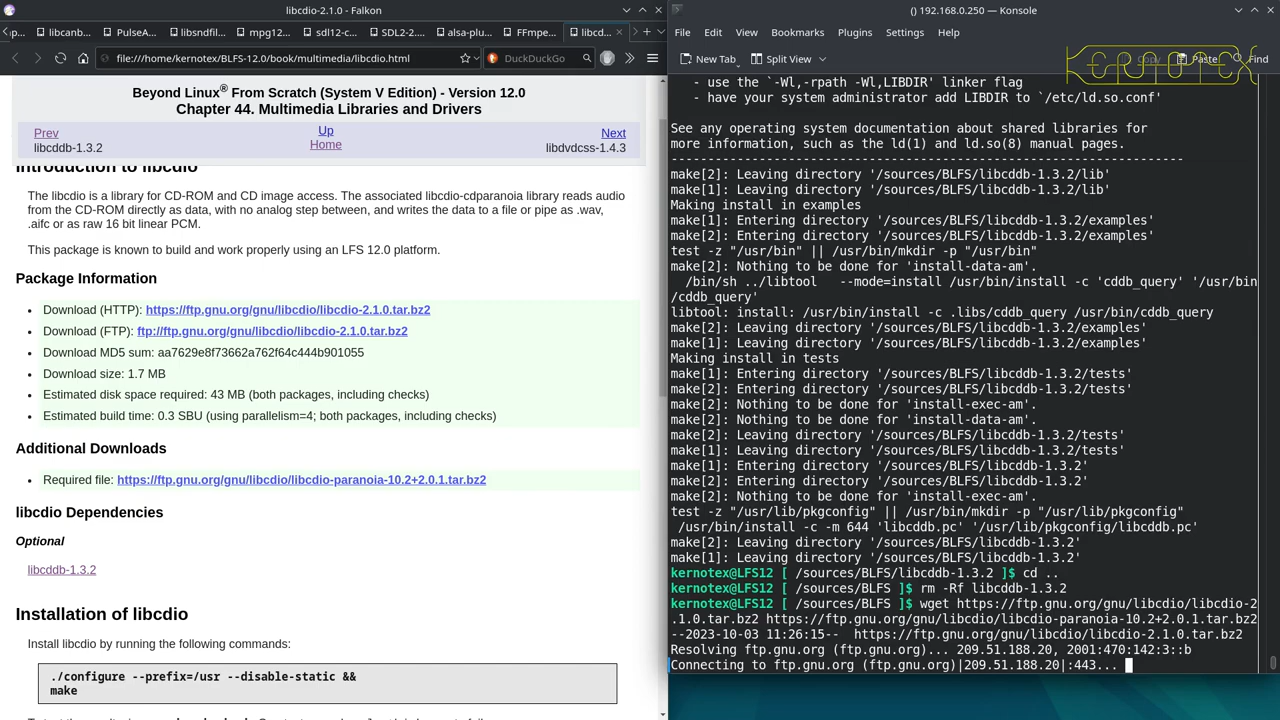 libcdio-2.1.0 - Falkon
libcanb...
PulseA...
libsndfil...
mpg12...
sdl12-c...
SDL2-2....
alsa-plu...
FFmpe...
libcd...
file:///home/kernotex/BLFS-12.0/book/multimedia/libcdio.html
DuckDuckGo
Beyond Linux® From Scratch (System V Edition) - Version 12.0
Chapter 44. Multimedia Libraries and Drivers
Prev Up Next
libcddb-1.3.2 Home libdvdcss-1.4.3
Introduction to libcdio
The libcdio is a library for CD-ROM and CD image access. The associated libcdio-cdparanoia library reads audio
from the CD-ROM directly as data, with no analog step between, and writes the data to a file or pipe as .wav,
.aifc or as raw 16 bit linear PCM.
This package is known to build and work properly using an LFS 12.0 platform.
Package Information
Download (HTTP): https://ftp.gnu.org/gnu/libcdio/libcdio-2.1.0.tar.bz2
Download (FTP): ftp://ftp.gnu.org/gnu/libcdio/libcdio-2.1.0.tar.bz2
Download MD5 sum: aa7629e8f73662a762f64c444b901055
Download size: 1.7 MB
Estimated disk space required: 43 MB (both packages, including checks)
Estimated build time: 0.3 SBU (using parallelism=4; both packages, including checks)
Additional Downloads
Required file: https://ftp.gnu.org/gnu/libcdio/libcdio-paranoia-10.2+2.0.1.tar.bz2
libcdio Dependencies
Optional
libcddb-1.3.2
Installation of libcdio
Install libcdio by running the following commands:
./configure --prefix=/usr --disable-static &&
make
() 192.168.0.250 — Konsole
File Edit View Bookmarks Plugins Settings Help
New Tab Split View Copy Paste Find
KERNOTEX
- use the `-Wl,-rpath -Wl,LIBDIR' linker flag
- have your system administrator add LIBDIR to `/etc/ld.so.conf'
See any operating system documentation about shared libraries for
more information, such as the ld(1) and ld.so(8) manual pages.
----------------------------------------------------------------------
make[2]: Leaving directory '/sources/BLFS/libcddb-1.3.2/lib'
make[1]: Leaving directory '/sources/BLFS/libcddb-1.3.2/lib'
Making install in examples
make[1]: Entering directory '/sources/BLFS/libcddb-1.3.2/examples'
make[2]: Entering directory '/sources/BLFS/libcddb-1.3.2/examples'
test -z "/usr/bin" || /usr/bin/mkdir -p "/usr/bin"
make[2]: Nothing to be done for 'install-data-am'.
/bin/sh ../libtool   --mode=install /usr/bin/install -c 'cddb_query' '/usr/bin
/cddb_query'
libtool: install: /usr/bin/install -c .libs/cddb_query /usr/bin/cddb_query
make[2]: Leaving directory '/sources/BLFS/libcddb-1.3.2/examples'
make[1]: Leaving directory '/sources/BLFS/libcddb-1.3.2/examples'
Making install in tests
make[1]: Entering directory '/sources/BLFS/libcddb-1.3.2/tests'
make[2]: Entering directory '/sources/BLFS/libcddb-1.3.2/tests'
make[2]: Nothing to be done for 'install-exec-am'.
make[2]: Nothing to be done for 'install-data-am'.
make[2]: Leaving directory '/sources/BLFS/libcddb-1.3.2/tests'
make[1]: Leaving directory '/sources/BLFS/libcddb-1.3.2/tests'
make[1]: Entering directory '/sources/BLFS/libcddb-1.3.2'
make[2]: Entering directory '/sources/BLFS/libcddb-1.3.2'
make[2]: Nothing to be done for 'install-exec-am'.
test -z "/usr/lib/pkgconfig" || /usr/bin/mkdir -p "/usr/lib/pkgconfig"
/usr/bin/install -c -m 644 'libcddb.pc' '/usr/lib/pkgconfig/libcddb.pc'
make[2]: Leaving directory '/sources/BLFS/libcddb-1.3.2'
make[1]: Leaving directory '/sources/BLFS/libcddb-1.3.2'
kernotex@LFS12 [ /sources/BLFS/libcddb-1.3.2 ]$ cd ..
kernotex@LFS12 [ /sources/BLFS ]$ rm -Rf libcddb-1.3.2
kernotex@LFS12 [ /sources/BLFS ]$ wget https://ftp.gnu.org/gnu/libcdio/libcdio-2
.1.0.tar.bz2 https://ftp.gnu.org/gnu/libcdio/libcdio-paranoia-10.2+2.0.1.tar.bz2
--2023-10-03 11:26:15--  https://ftp.gnu.org/gnu/libcdio/libcdio-2.1.0.tar.bz2
Resolving ftp.gnu.org (ftp.gnu.org)... 209.51.188.20, 2001:470:142:3::b
Connecting to ftp.gnu.org (ftp.gnu.org)|209.51.188.20|:443...